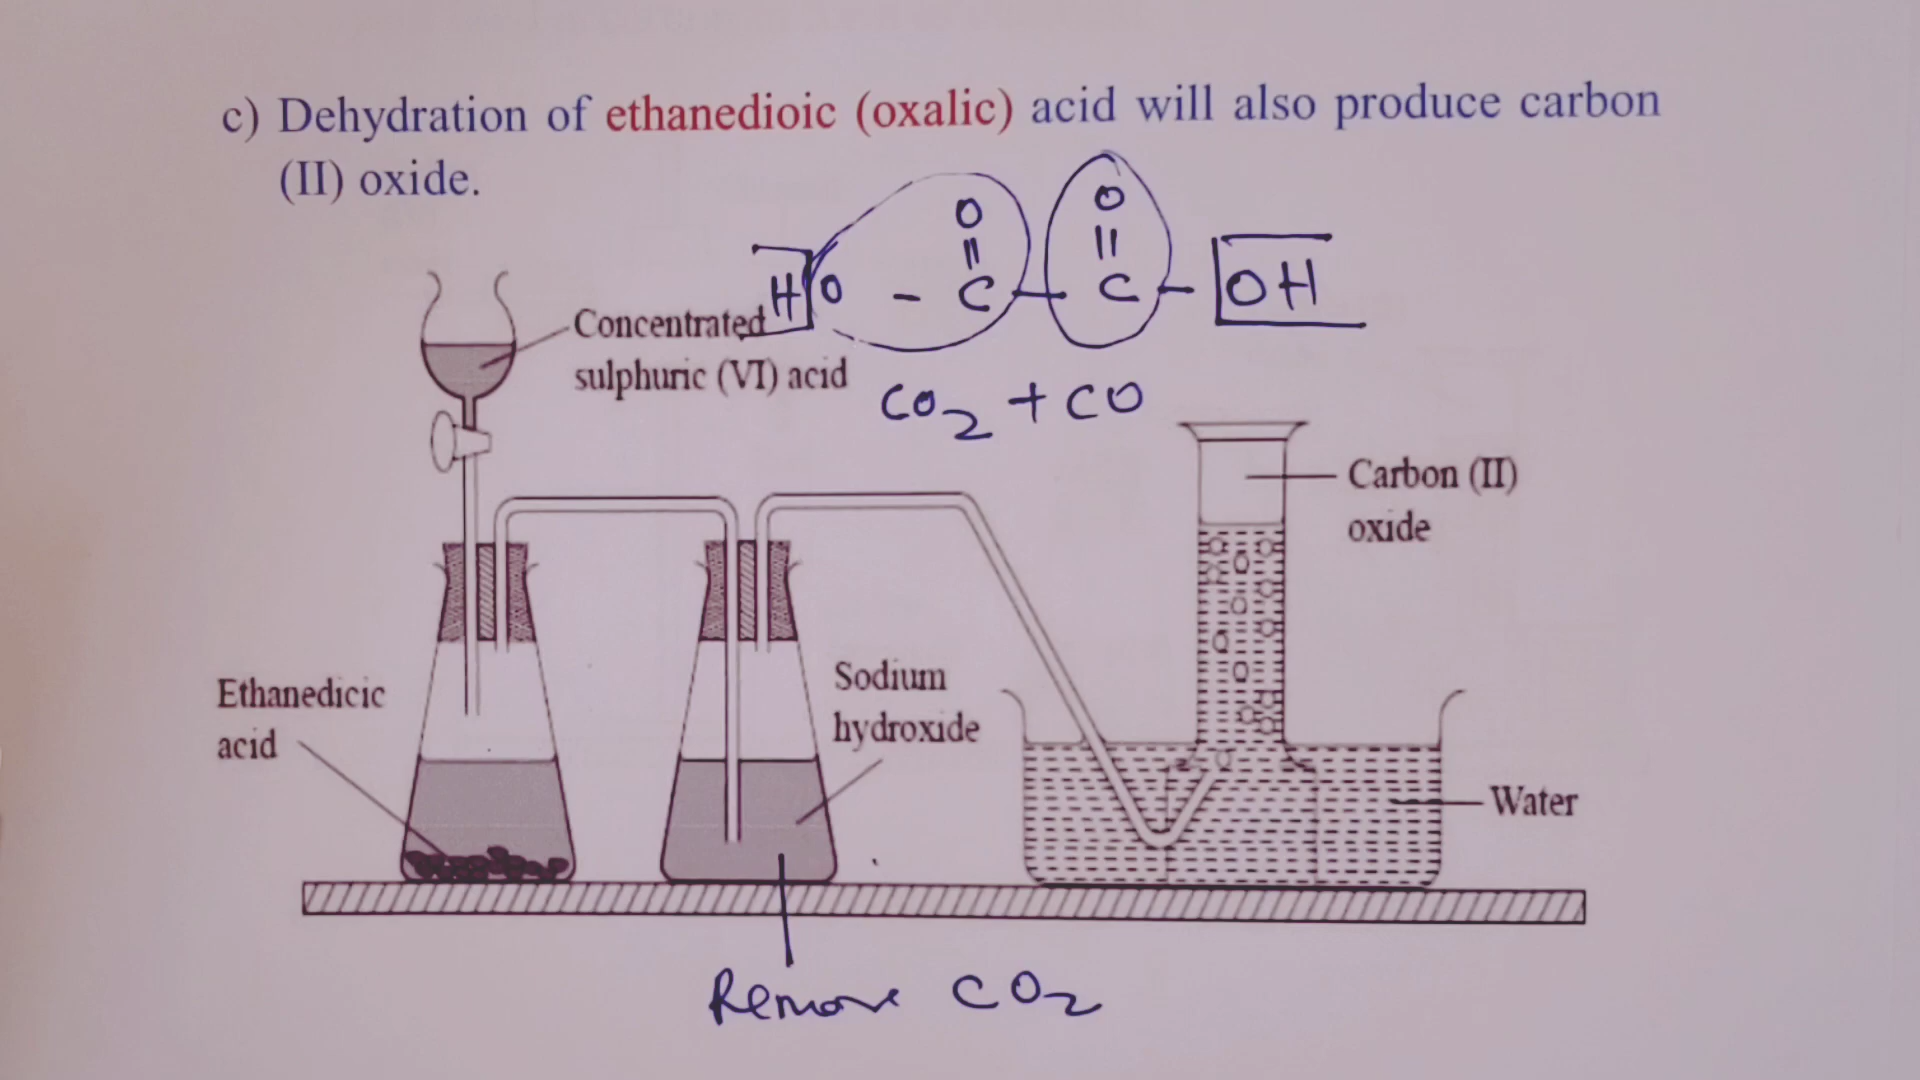 c) Dehydration of ethanedioic (oxalic) acid will also produce carbon
(II) oxide.
O
O
||
||
HO - C - C - OH
Concentrated
sulphuric (VI) acid
CO2 + CO
Carbon (II)
oxide
Ethanedicic
acid
Sodium
hydroxide
Water
Remove CO2